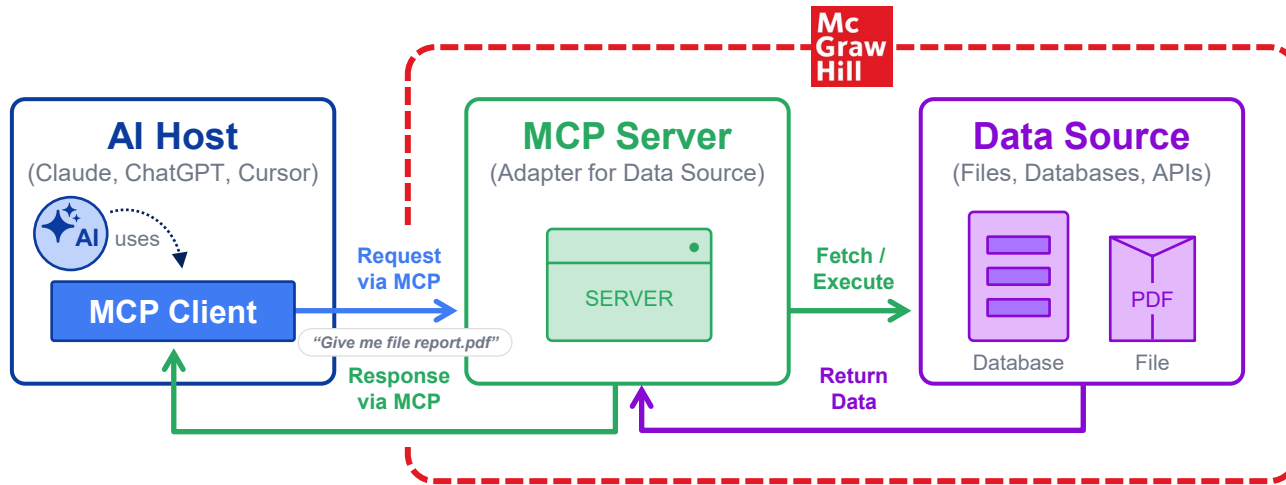 Mc
Graw
Hill
AI Host
(Claude, ChatGPT, Cursor)
AI
uses
MCP Client
Request
via MCP
“Give me file report.pdf”
Response
via MCP
MCP Server
(Adapter for Data Source)
SERVER
Fetch /
Execute
Return
Data
Data Source
(Files, Databases, APIs)
PDF
Database
File